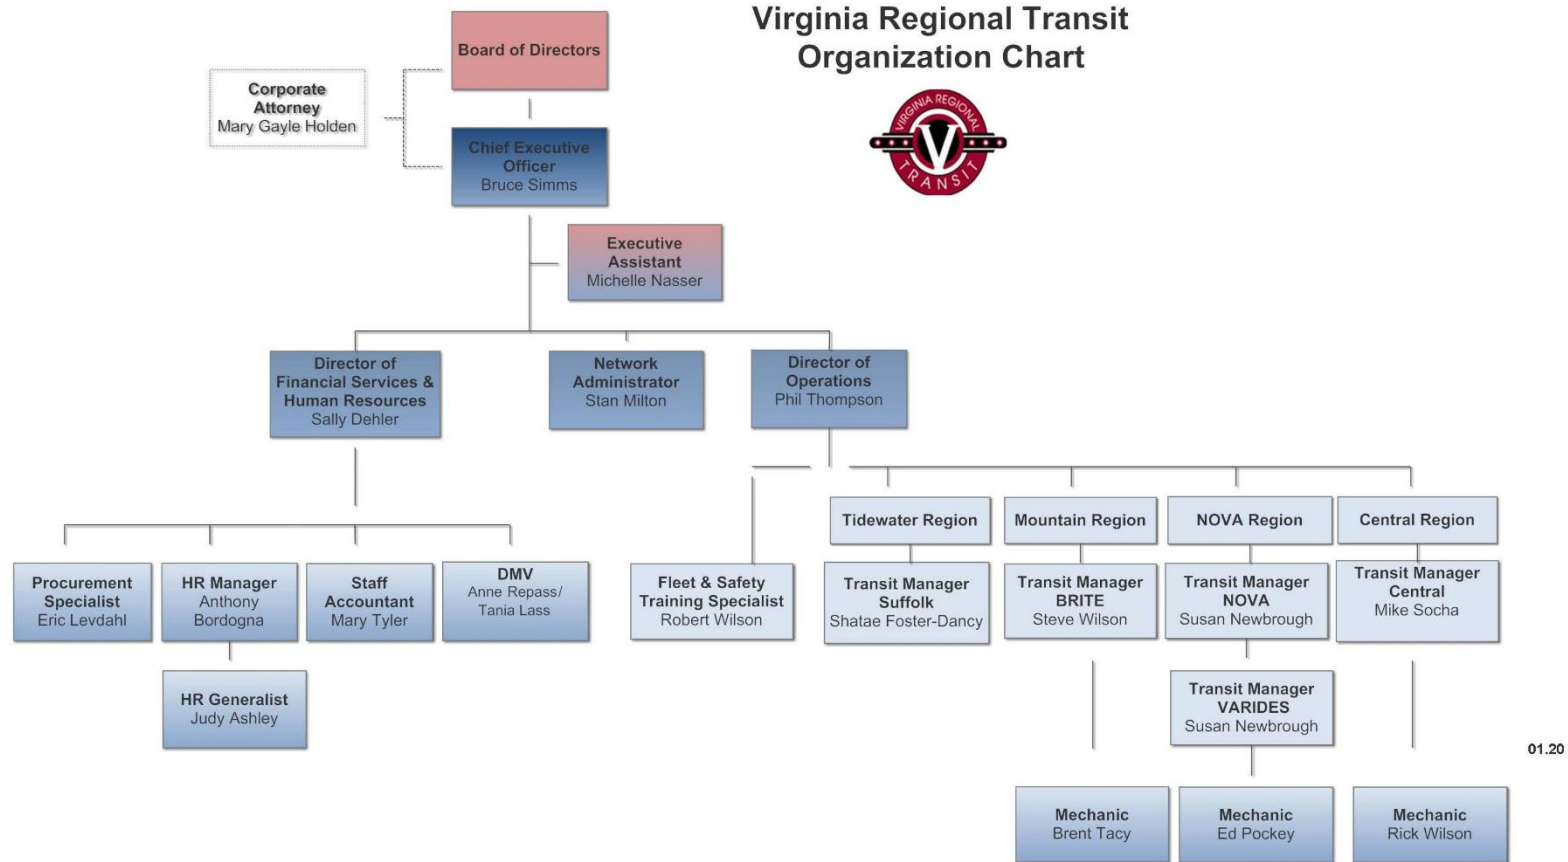 Virginia Regional Transit
Organization Chart
VIRGINIA REGIONAL
V
TRANSIT
Board of Directors
Corporate
Attorney
Mary Gayle Holden
Chief Executive
Officer
Bruce Simms
Executive
Assistant
Michelle Nasser
Director of
Financial Services &
Human Resources
Sally Dehler
Network
Administrator
Stan Milton
Director of
Operations
Phil Thompson
Tidewater Region
Mountain Region
NOVA Region
Central Region
Procurement
Specialist
Eric Levdahl
HR Manager
Anthony
Bordogna
Staff
Accountant
Mary Tyler
DMV
Anne Repass/
Tania Lass
Fleet & Safety
Training Specialist
Robert Wilson
Transit Manager
Suffolk
Shatae Foster-Dancy
Transit Manager
BRITE
Steve Wilson
Transit Manager
NOVA
Susan Newbrough
Transit Manager
Central
Mike Socha
HR Generalist
Judy Ashley
Transit Manager
VARIDES
Susan Newbrough
01.20
Mechanic
Brent Tacy
Mechanic
Ed Pockey
Mechanic
Rick Wilson